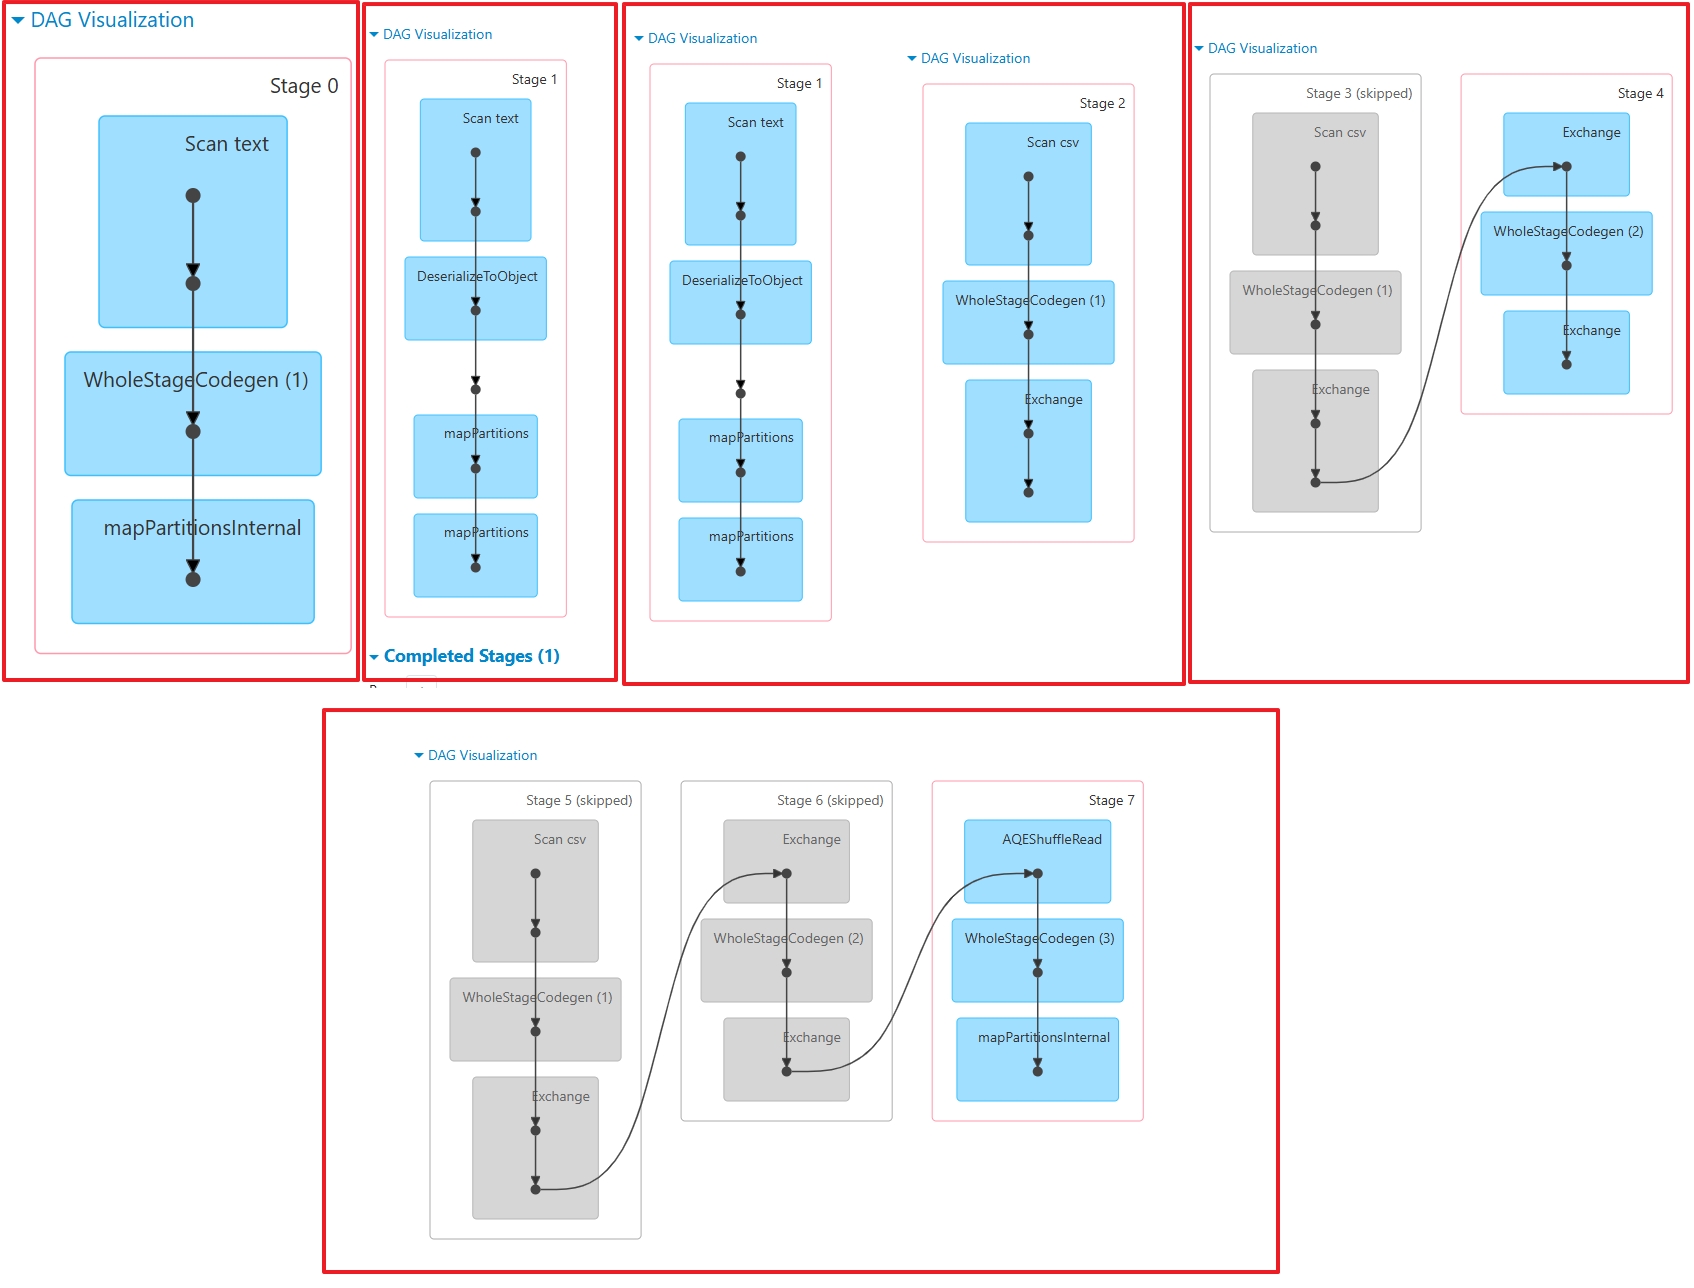 DAG Visualization
Stage 0
Scan text
WholeStageCodegen (1)
mapPartitionsInternal
DAG Visualization
Stage 1
Scan text
DeserializeToObject
mapPartitions
mapPartitions
Completed Stages (1)
DAG Visualization
Stage 1
Scan text
DeserializeToObject
mapPartitions
mapPartitions
DAG Visualization
Stage 2
Scan csv
WholeStageCodegen (1)
Exchange
DAG Visualization
Stage 3 (skipped)
Scan csv
WholeStageCodegen (1)
Exchange
Stage 4
Exchange
WholeStageCodegen (2)
Exchange
DAG Visualization
Stage 5 (skipped)
Scan csv
WholeStageCodegen (1)
Exchange
Stage 6 (skipped)
Exchange
WholeStageCodegen (2)
Exchange
Stage 7
AQEShuffleRead
WholeStageCodegen (3)
mapPartitionsInternal